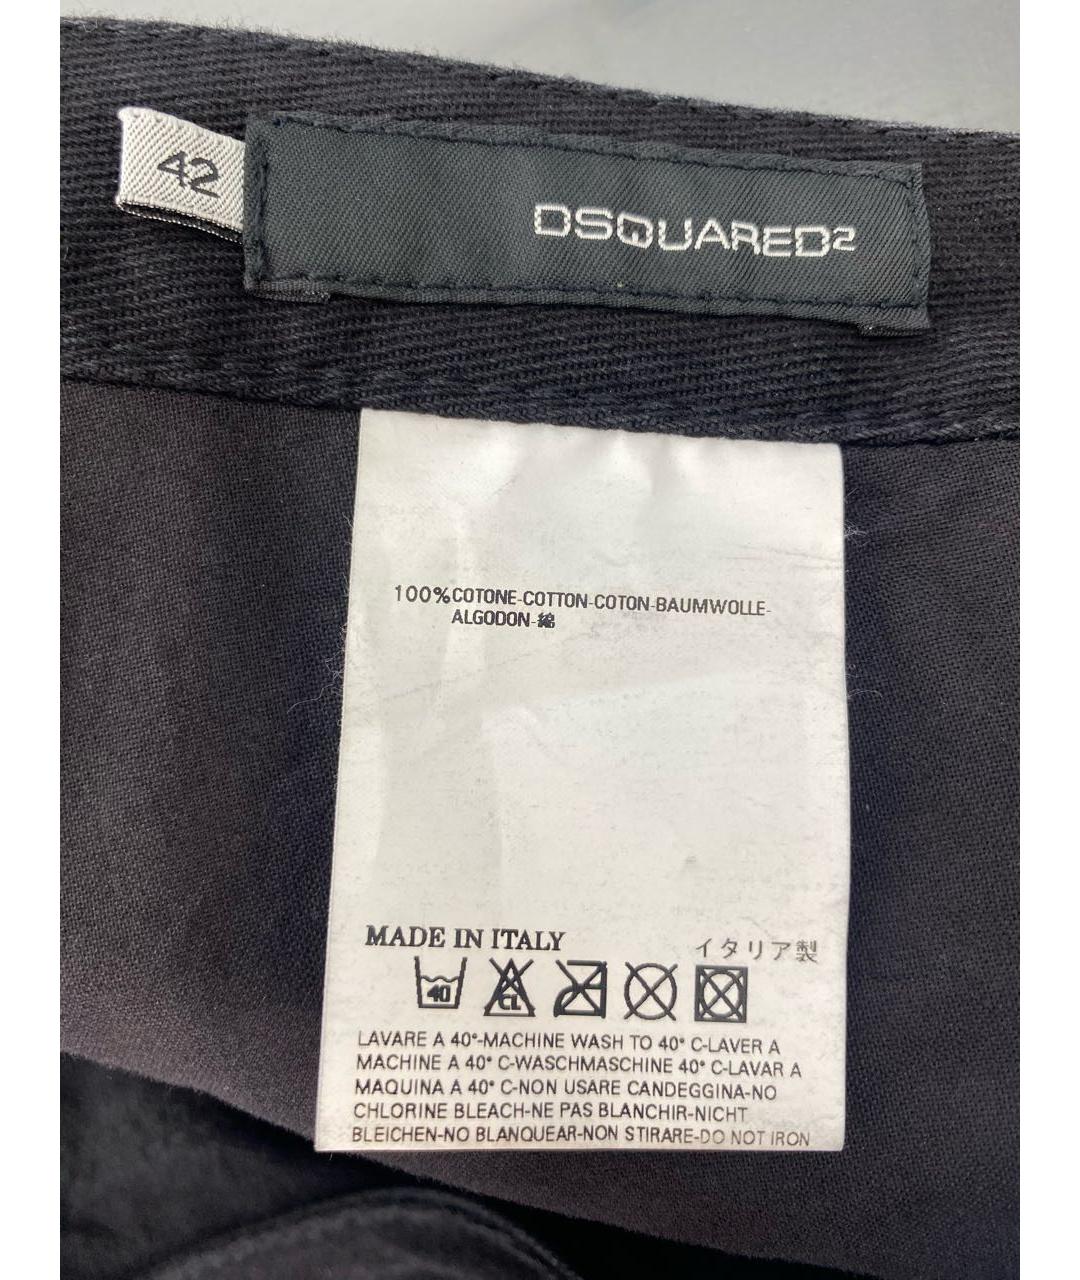 42
DSQUARED2
100%COTONE-COTTON-COTON-BAUMWOLLE-
ALGODON-綿
MADE IN ITALY
イタリア製
40
CL
LAVARE A 40°-MACHINE WASH TO 40° C-LAVER A
MACHINE A 40° C-WASCHMASCHINE 40° C-LAVAR A
MAQUINA A 40° C-NON USARE CANDEGGINA-NO
CHLORINE BLEACH-NE PAS BLANCHIR-NICHT
BLEICHEN-NO BLANQUEAR-NON STIRARE-DO NOT IRON